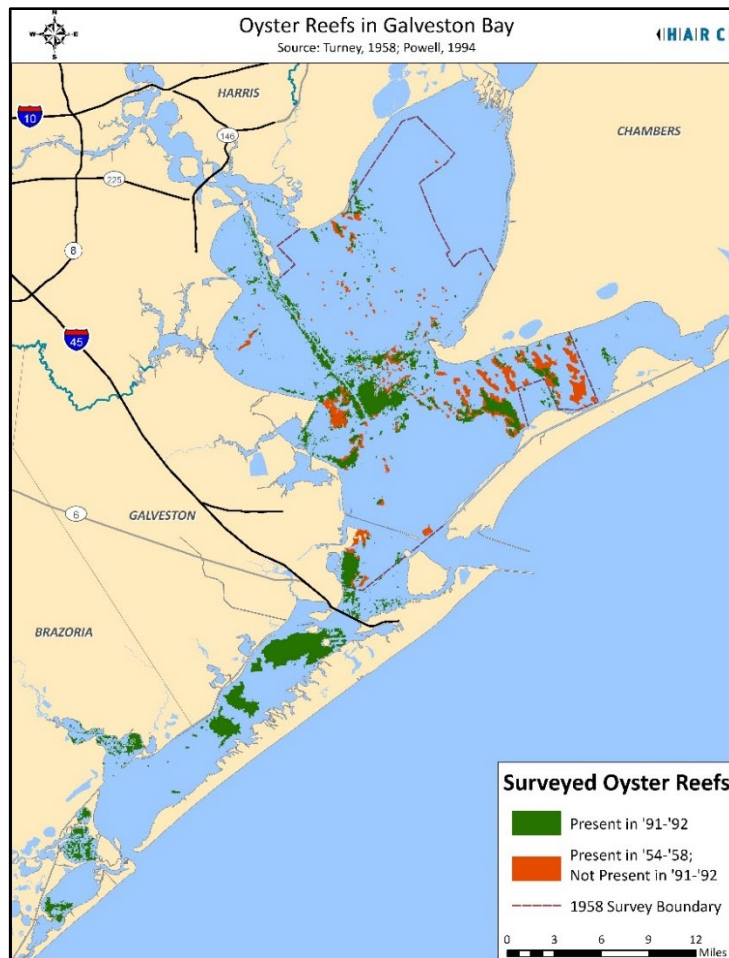 Oyster Reefs in Galveston Bay
Source: Turney, 1958; Powell, 1994
HARC
N
W E
S
HARRIS
CHAMBERS
10
146
225
8
45
6
GALVESTON
BRAZORIA
Surveyed Oyster Reefs
Present in '91-'92
Present in '54-'58;
Not Present in '91-'92
1958 Survey Boundary
0 3 6 9 12
Miles